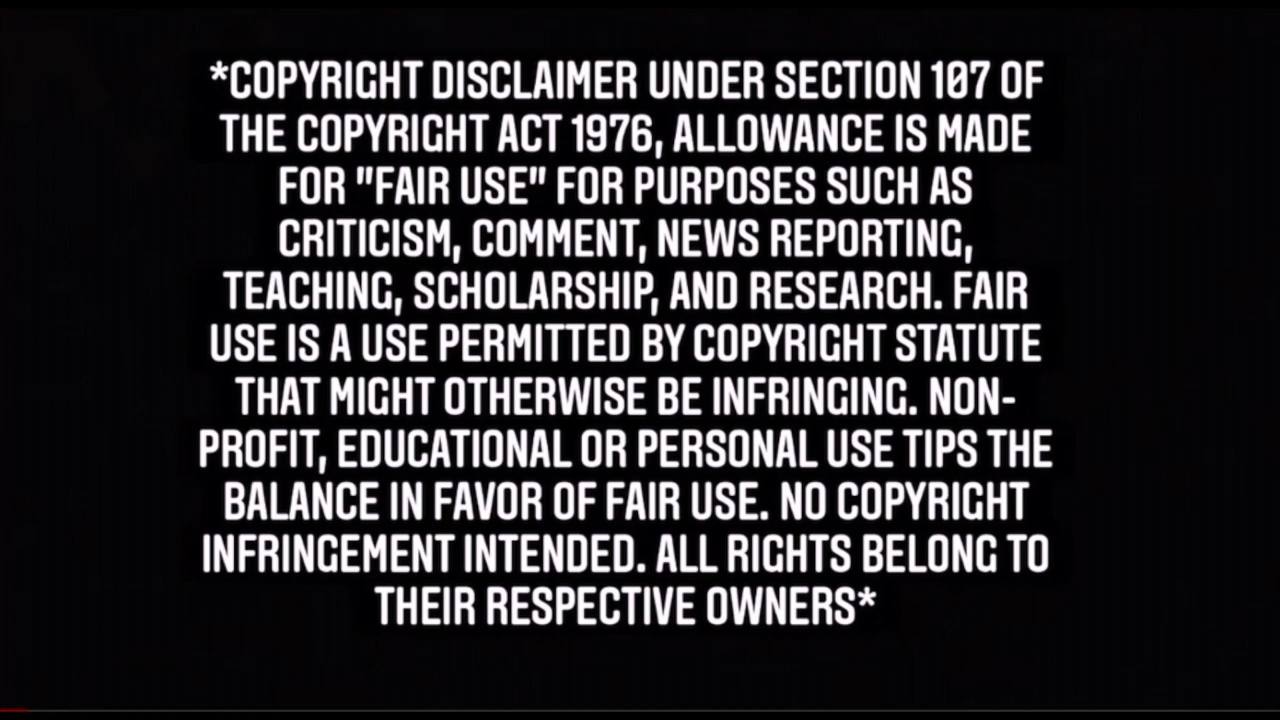 *COPYRIGHT DISCLAIMER UNDER SECTION 107 OF
THE COPYRIGHT ACT 1976, ALLOWANCE IS MADE
FOR "FAIR USE" FOR PURPOSES SUCH AS
CRITICISM, COMMENT, NEWS REPORTING,
TEACHING, SCHOLARSHIP, AND RESEARCH. FAIR
USE IS A USE PERMITTED BY COPYRIGHT STATUTE
THAT MIGHT OTHERWISE BE INFRINGING. NON-
PROFIT, EDUCATIONAL OR PERSONAL USE TIPS THE
BALANCE IN FAVOR OF FAIR USE. NO COPYRIGHT
INFRINGEMENT INTENDED. ALL RIGHTS BELONG TO
THEIR RESPECTIVE OWNERS*